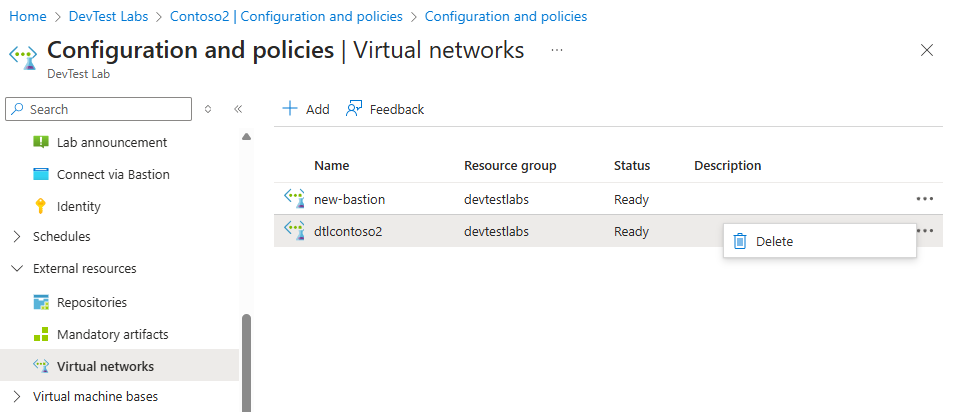 Home > DevTest Labs > Contoso2 | Configuration and policies > Configuration and policies
Configuration and policies | Virtual networks ...
DevTest Lab
Search
Add Feedback
Lab announcement
Connect via Bastion
Identity
Schedules
External resources
Repositories
Mandatory artifacts
Virtual networks
Virtual machine bases
Name Resource group Status Description
new-bastion devtestlabs Ready
dtlcontoso2 devtestlabs Ready
Delete